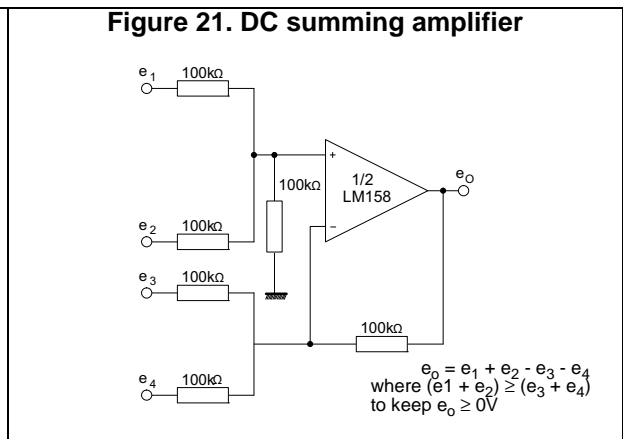 Figure 21. DC summing amplifier
e1 100kΩ
+
1/2
LM158
eO
100kΩ
-
e2 100kΩ
e3 100kΩ
100kΩ
e4 100kΩ
eo = e1 + e2 - e3 - e4
where (e1 + e2) ≥ (e3 + e4)
to keep eo ≥ 0V